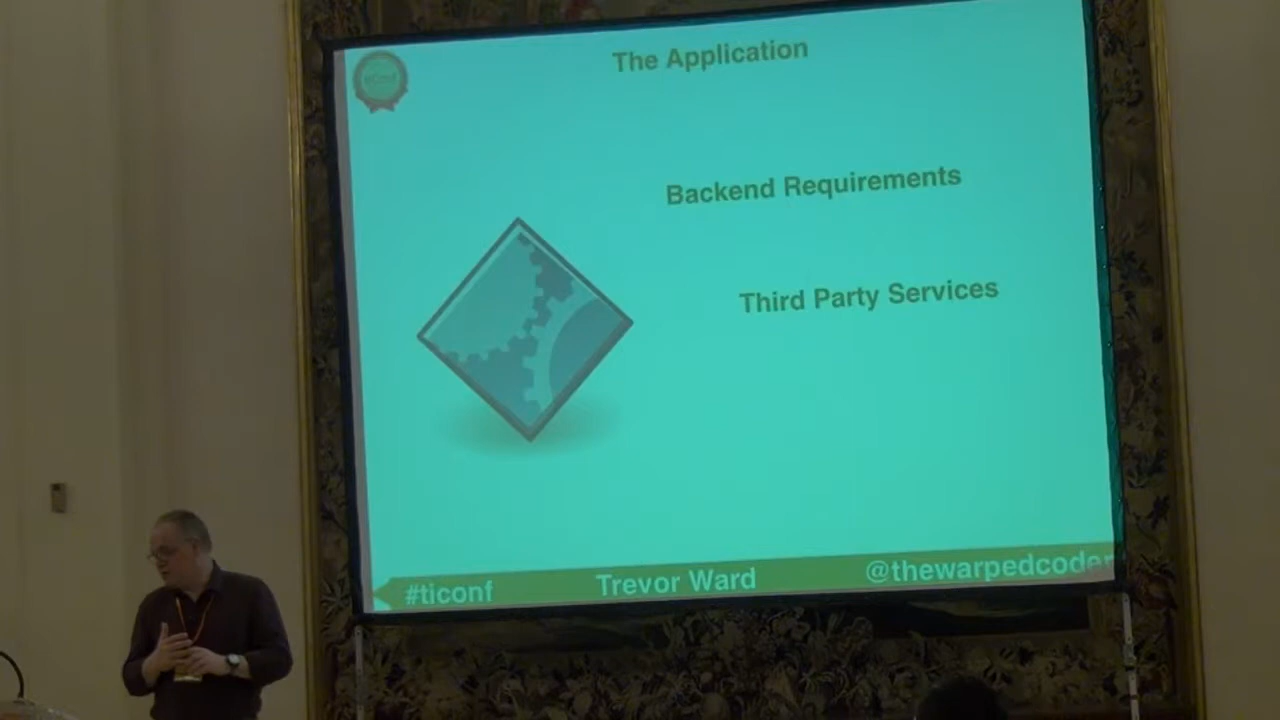 The Application
Backend Requirements
Third Party Services
#ticonf
Trevor Ward
@thewarpedcoder